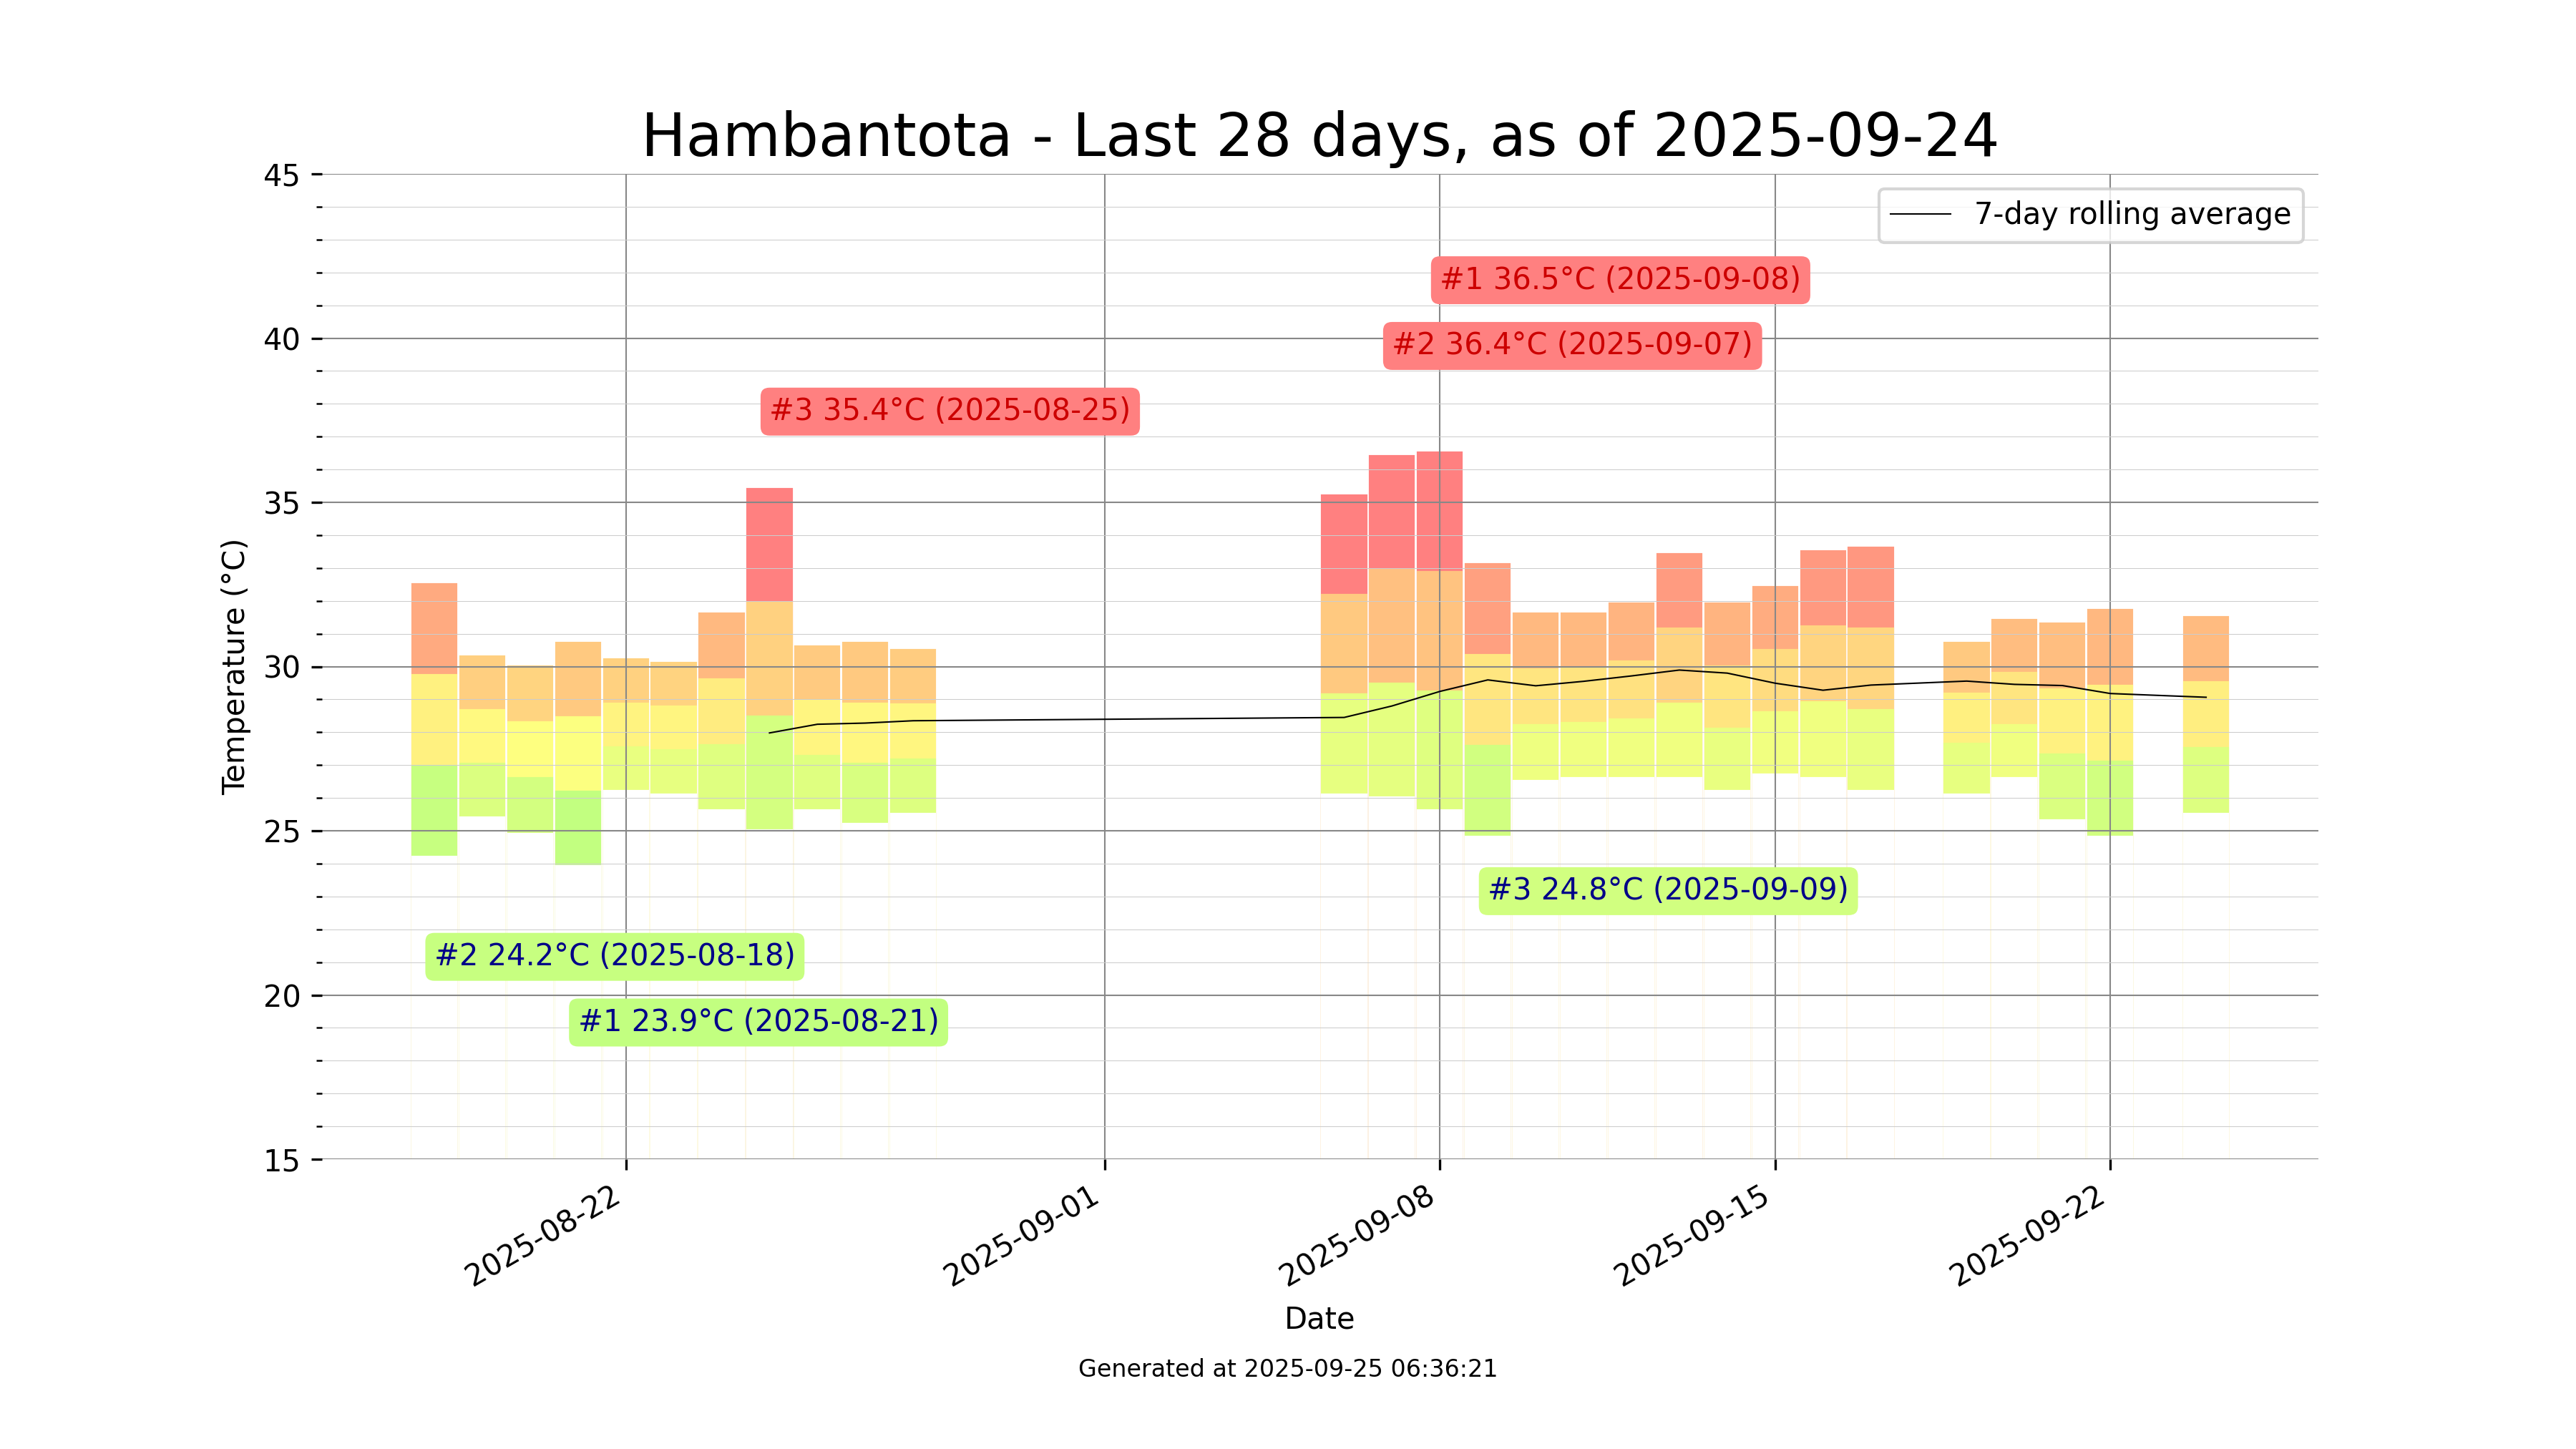 Hambantota - Last 28 days, as of 2025-09-24
45
40
35
30
25
20
15
Temperature (°C)
7-day rolling average
#1 36.5°C (2025-09-08)
#2 36.4°C (2025-09-07)
#3 35.4°C (2025-08-25)
#3 24.8°C (2025-09-09)
#2 24.2°C (2025-08-18)
#1 23.9°C (2025-08-21)
2025-08-22
2025-09-01
2025-09-08
2025-09-15
2025-09-22
Date
Generated at 2025-09-25 06:36:21